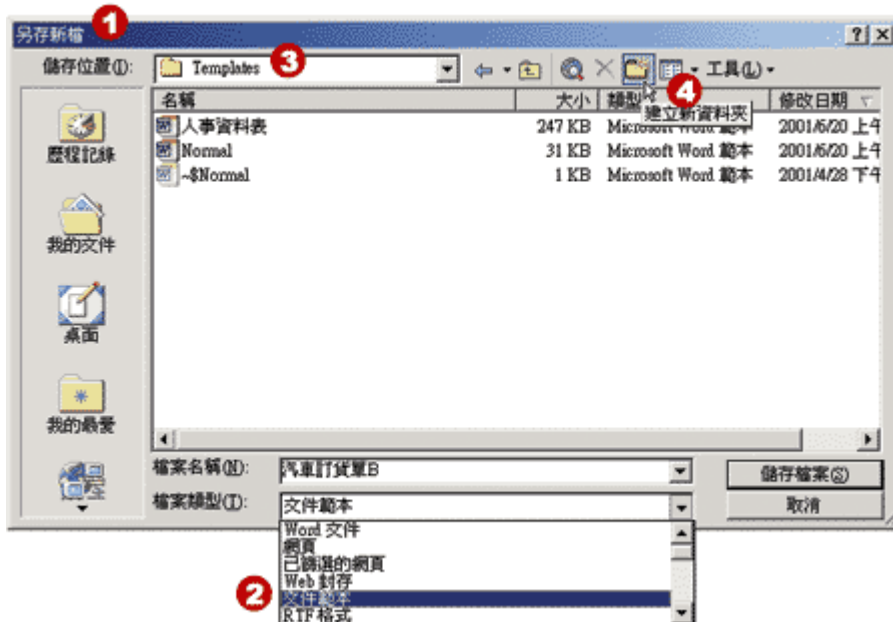 另存新檔 1
儲存位置(I): Templates 3 工具(L)
4
名稱 大小 類型 修改日期
建立新資料夾
人事資料表 247 KB Microsoft Word 範本 2001/6/20 上午
Normal 31 KB Microsoft Word 範本 2001/6/20 上午
~$Normal 1 KB Microsoft Word 範本 2001/4/28 下午
歷程記錄
我的文件
桌面
我的最愛
檔案名稱(N): 汽車訂貨單B 儲存檔案(S)
檔案類型(T): 文件範本 取消
Word 文件
網頁
已篩選的網頁
Web 封存
2 文件範本
RTF 格式